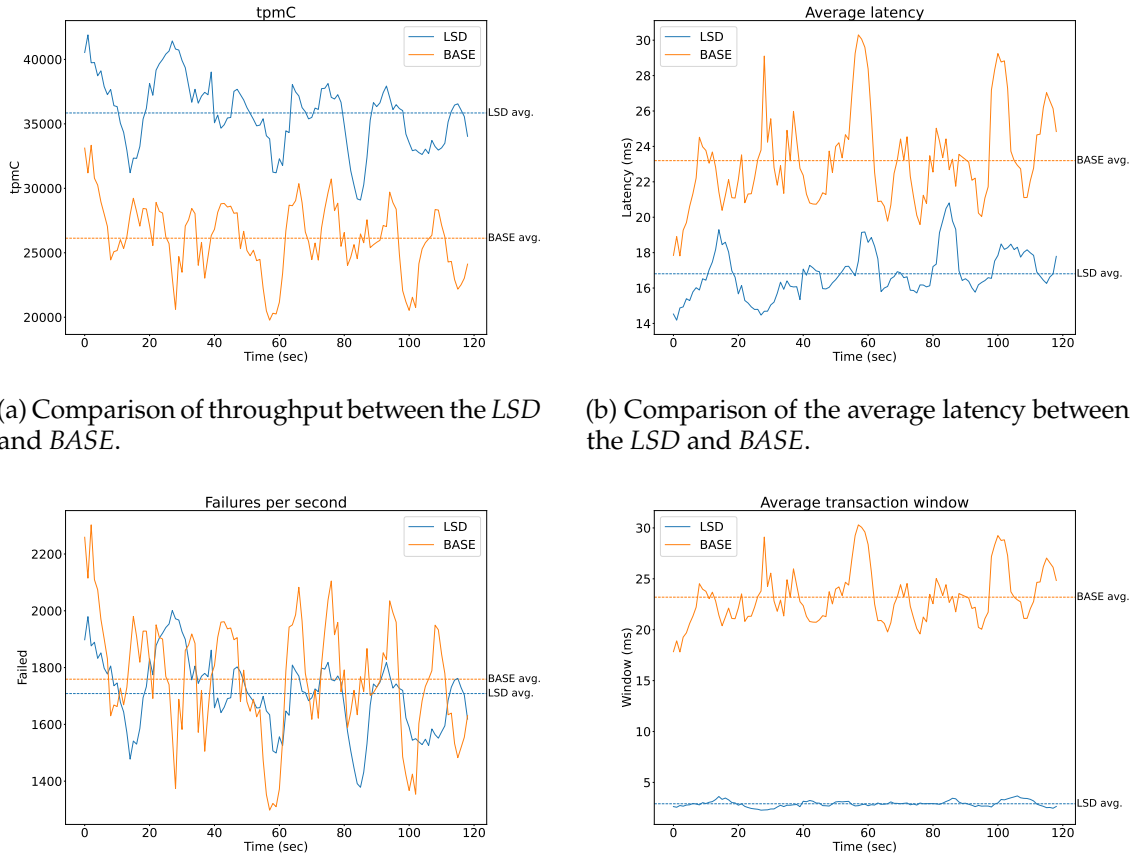 tpmC
LSD
BASE
40000
35000
30000
25000
20000
tpmC
LSD avg.
BASE avg.
0 20 40 60 80 100 120
Time (sec)
Average latency
LSD
BASE
30
28
26
24
22
20
18
16
14
Latency (ms)
BASE avg.
LSD avg.
0 20 40 60 80 100 120
Time (sec)
(a) Comparison of throughput between the LSD
and BASE.
(b) Comparison of the average latency between
the LSD and BASE.
Failures per second
LSD
BASE
2200
2000
1800
1600
1400
Failed
BASE avg.
LSD avg.
0 20 40 60 80 100 120
Time (sec)
Average transaction window
LSD
BASE
30
25
20
15
10
5
Window (ms)
BASE avg.
LSD avg.
0 20 40 60 80 100 120
Time (sec)